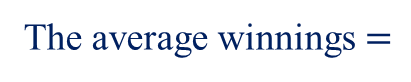 The average winnings =